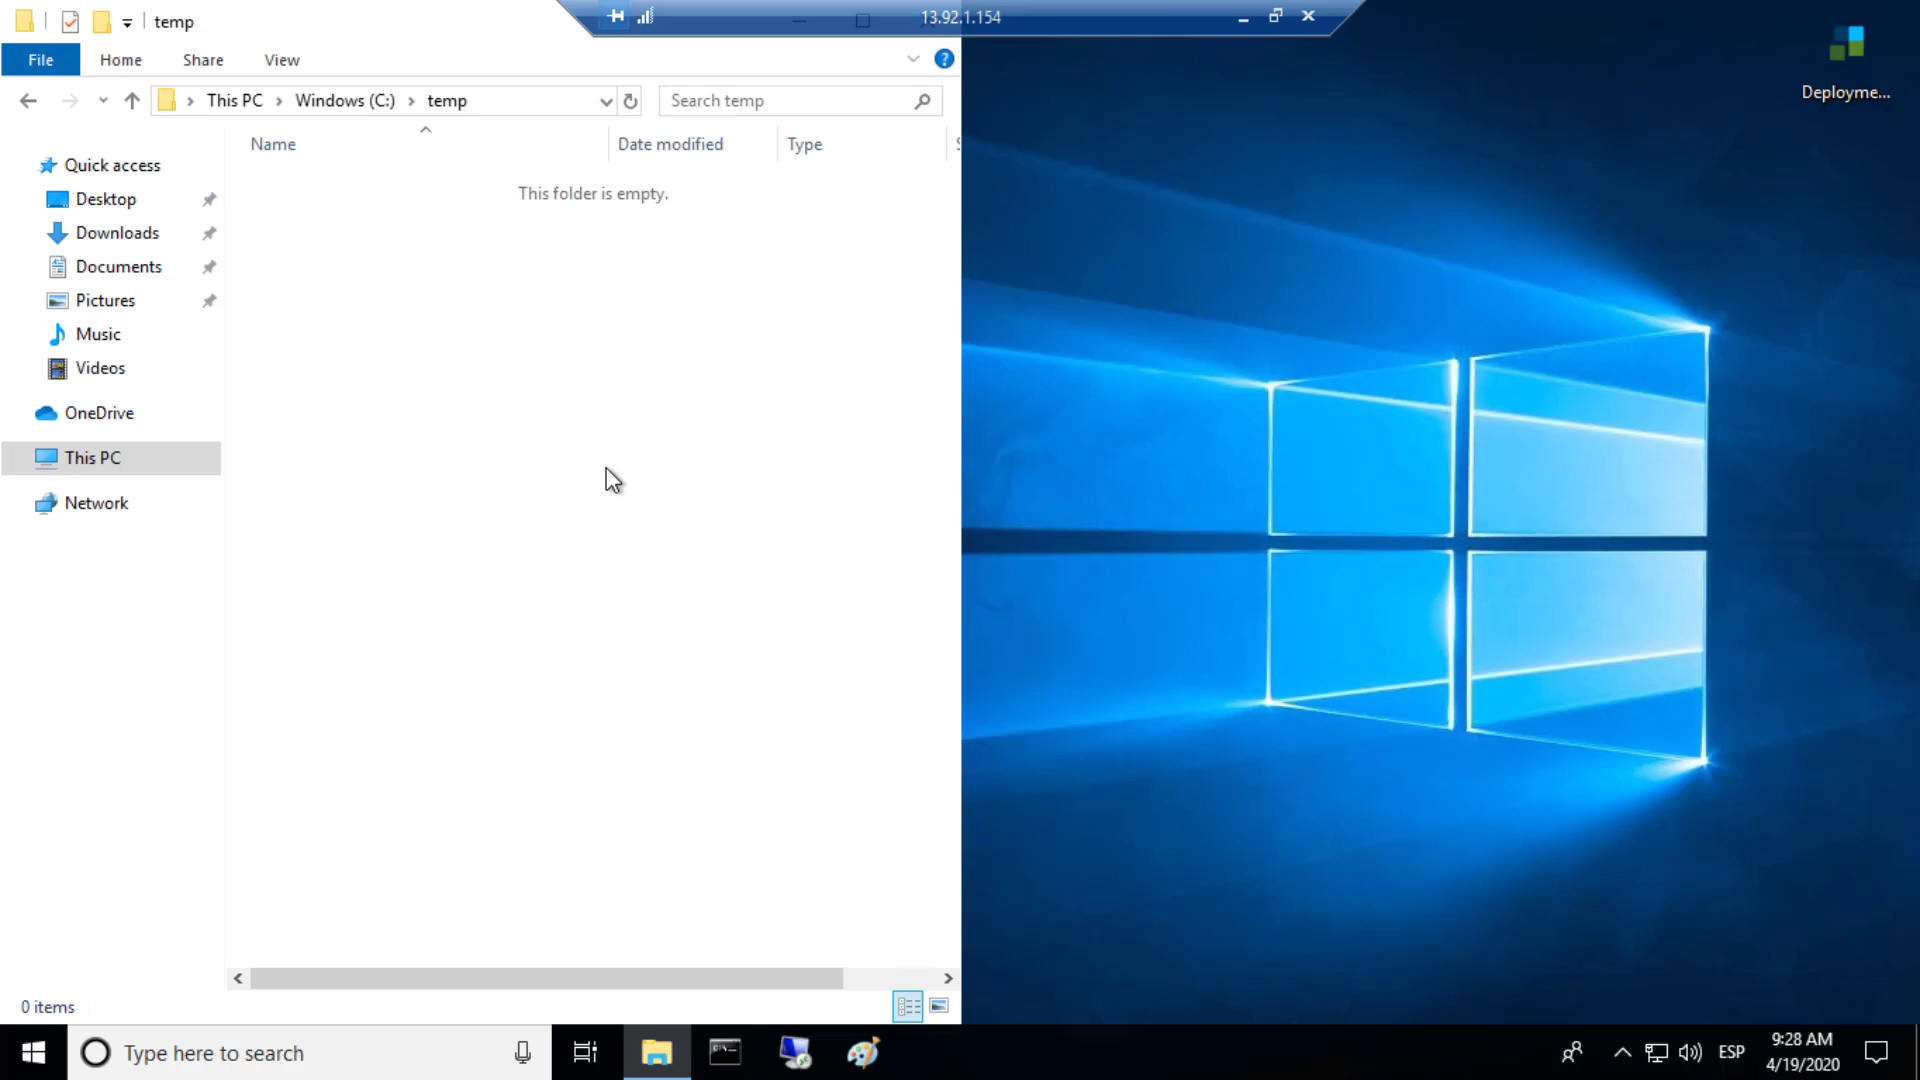 temp
13.92.1.154
File Home Share View
This PC Windows (C:) temp
Search temp
Name Date modified Type
This folder is empty.
Quick access
Desktop
Downloads
Documents
Pictures
Music
Videos
OneDrive
This PC
Network
0 items
Deployme...
Type here to search
ESP
9:28 AM
4/19/2020